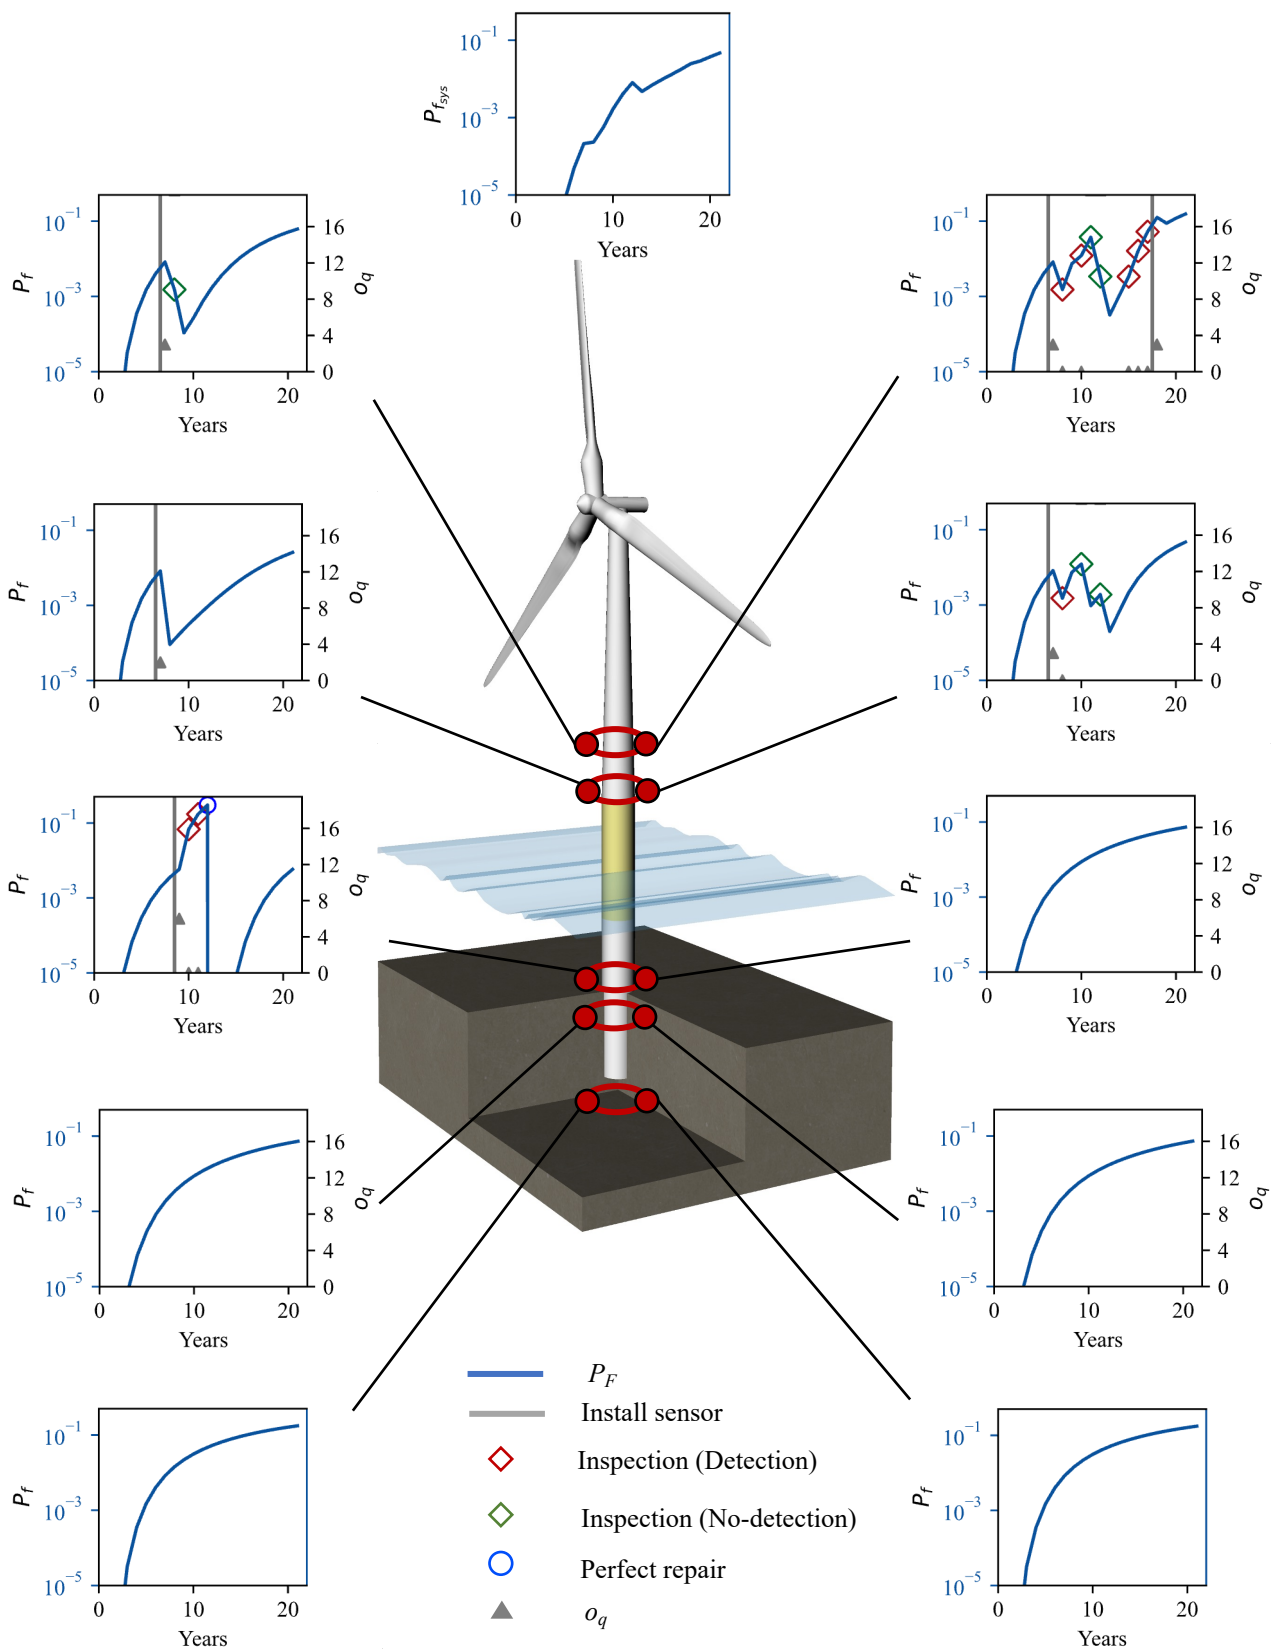 P_{f_{sys}}
10^{−1}
10^{−3}
10^{−5}
0 10 20
Years
P_f
10^{−1}
10^{−3}
10^{−5}
16
12
8
4
0
o_q
0 10 20
Years
P_f
10^{−1}
10^{−3}
10^{−5}
16
12
8
4
0
o_q
0 10 20
Years
P_f
10^{−1}
10^{−3}
10^{−5}
16
12
8
4
0
o_q
0 10 20
Years
P_f
10^{−1}
10^{−3}
10^{−5}
16
12
8
4
0
o_q
0 10 20
Years
P_f
10^{−1}
10^{−3}
10^{−5}
16
12
8
4
0
o_q
0 10 20
Years
P_f
10^{−1}
10^{−3}
10^{−5}
16
12
8
4
0
o_q
0 10 20
Years
P_f
10^{−1}
10^{−3}
10^{−5}
16
12
8
4
0
o_q
0 10 20
Years
P_f
10^{−1}
10^{−3}
10^{−5}
16
12
8
4
0
o_q
0 10 20
Years
P_f
10^{−1}
10^{−3}
10^{−5}
0 10 20
Years
P_f
10^{−1}
10^{−3}
10^{−5}
0 10 20
Years
P_F
Install sensor
Inspection (Detection)
Inspection (No-detection)
Perfect repair
o_q